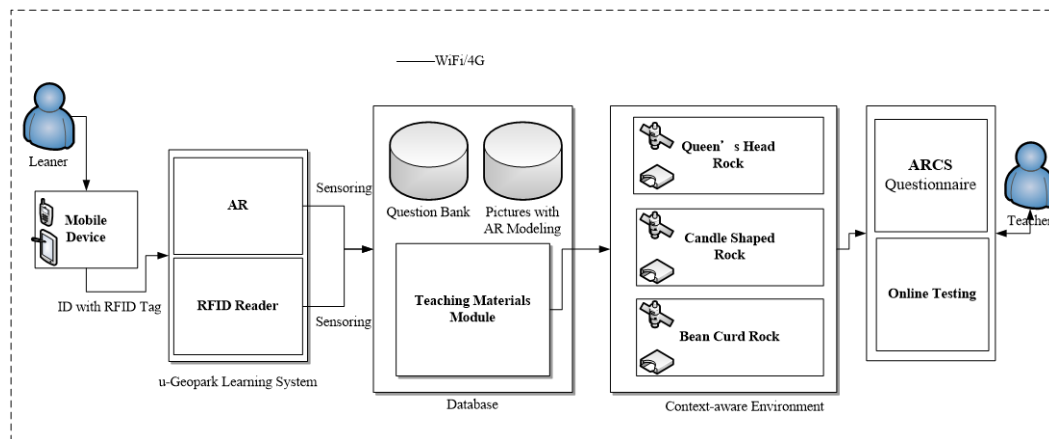 WiFi/4G
Leaner
Mobile
Device
ID with RFID Tag
AR
RFID Reader
u-Geopark Learning System
Sensoring
Sensoring
Question Bank
Pictures with
AR Modeling
Teaching Materials
Module
Database
Queen’s Head
Rock
Candle Shaped
Rock
Bean Curd Rock
Context-aware Environment
ARCS
Questionnaire
Online Testing
Teacher